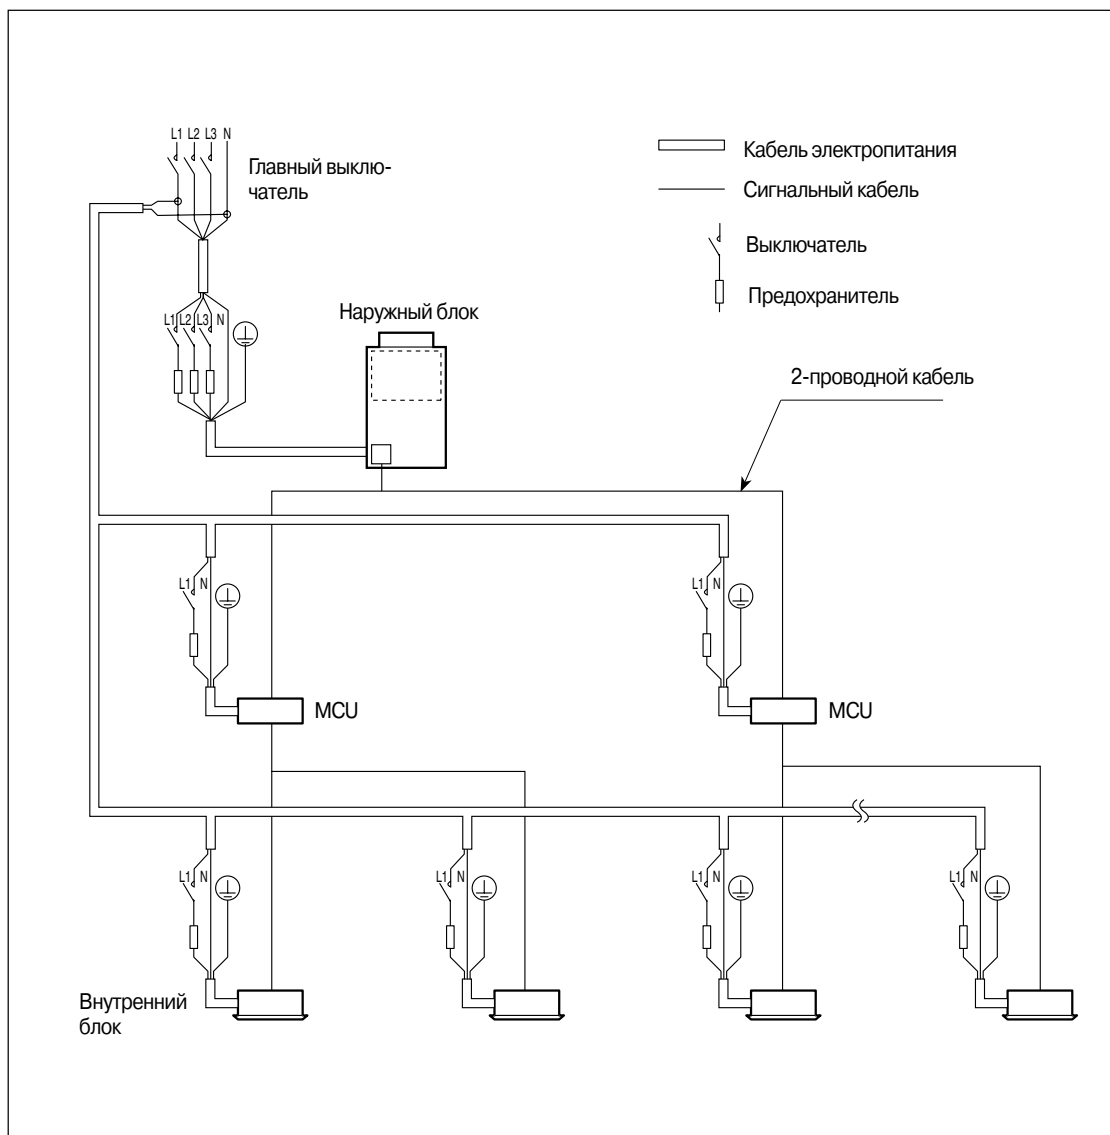 L1 L2 L3 N
Главный выклю-
чатель
Кабель электропитания
Сигнальный кабель
Выключатель
Предохранитель
L1 L2 L3 N
Наружный блок
2-проводной кабель
L1 N
L1 N
MCU
MCU
L1 N
L1 N
L1 N
L1 N
Внутренний
блок